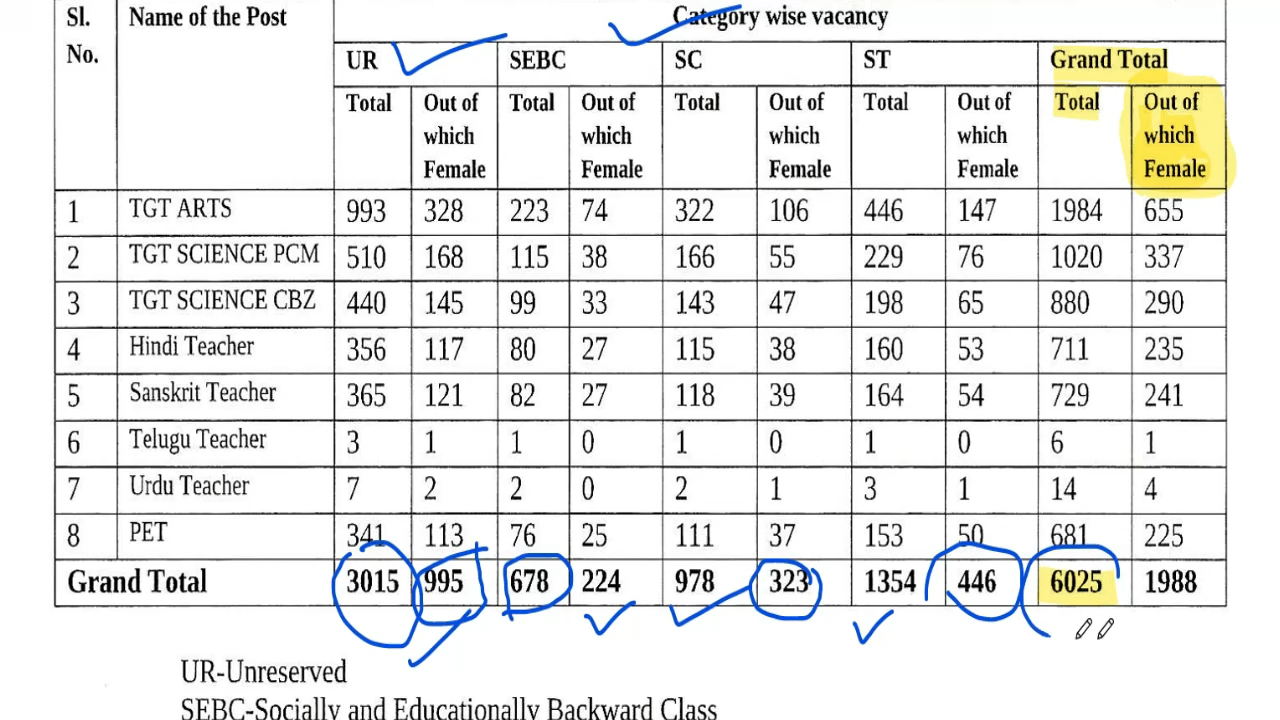 Sl. No. Name of the Post Category wise vacancy
UR SEBC SC ST Grand Total
Total Out of which Female Total Out of which Female Total Out of which Female Total Out of which Female Total Out of which Female
1 TGT ARTS 993 328 223 74 322 106 446 147 1984 655
2 TGT SCIENCE PCM 510 168 115 38 166 55 229 76 1020 337
3 TGT SCIENCE CBZ 440 145 99 33 143 47 198 65 880 290
4 Hindi Teacher 356 117 80 27 115 38 160 53 711 235
5 Sanskrit Teacher 365 121 82 27 118 39 164 54 729 241
6 Telugu Teacher 3 1 1 0 1 0 1 0 6 1
7 Urdu Teacher 7 2 2 0 2 1 3 1 14 4
8 PET 341 113 76 25 111 37 153 50 681 225
Grand Total 3015 995 678 224 978 323 1354 446 6025 1988
UR-Unreserved
SEBC-Socially and Educationally Backward Class